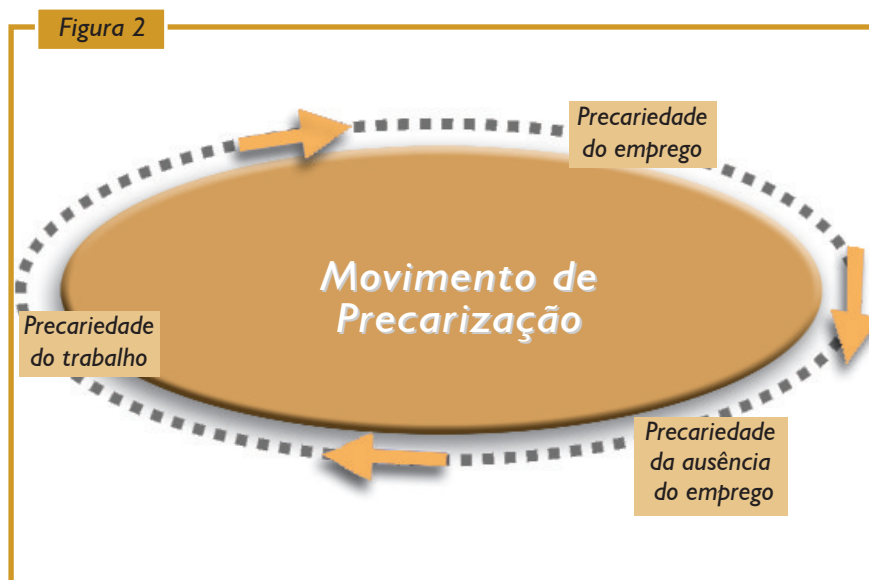 Figura 2
Precariedade
do emprego
Movimento de
Precarização
Precariedade
do trabalho
Precariedade
da ausência
do emprego